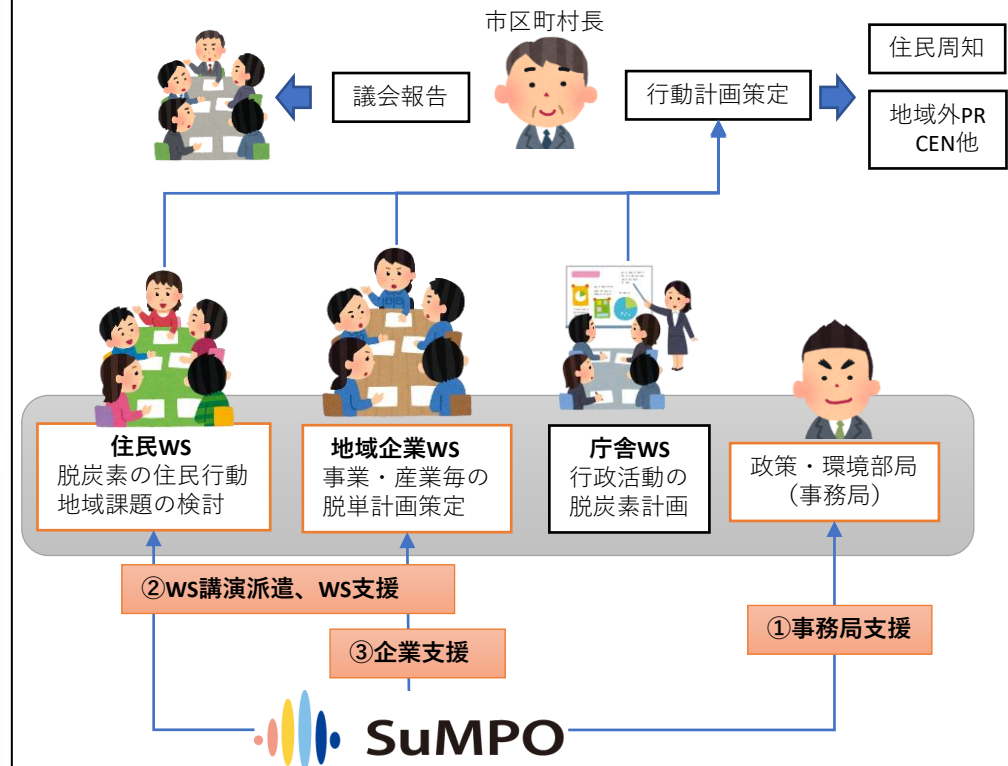 市区町村長
議会報告
行動計画策定
住民周知
地域外PR
CEN他
住民WS
脱炭素の住民行動
地域課題の検討
地域企業WS
事業・産業毎の
脱単計画策定
庁舎WS
行政活動の
脱炭素計画
政策・環境部局
（事務局）
②WS講演派遣、WS支援
③企業支援
①事務局支援
SuMPO